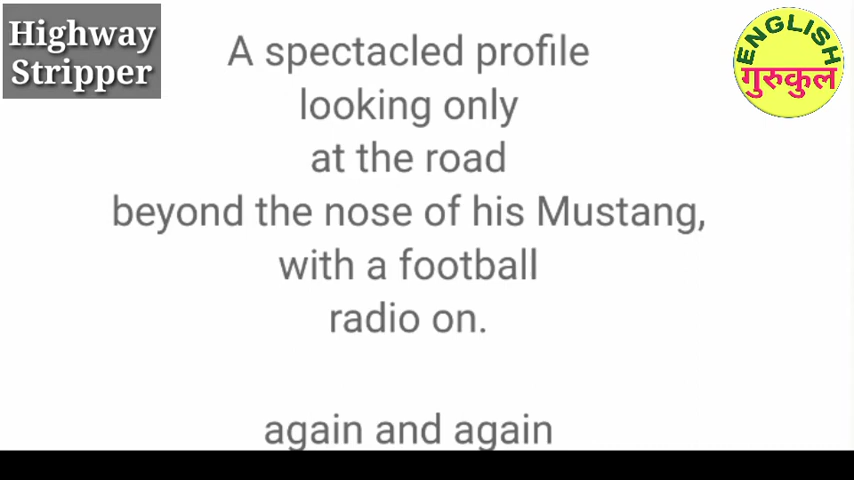 Highway
Stripper
A spectacled profile
looking only
at the road
beyond the nose of his Mustang,
with a football
radio on.
again and again
ENGLISH
गुरुकुल